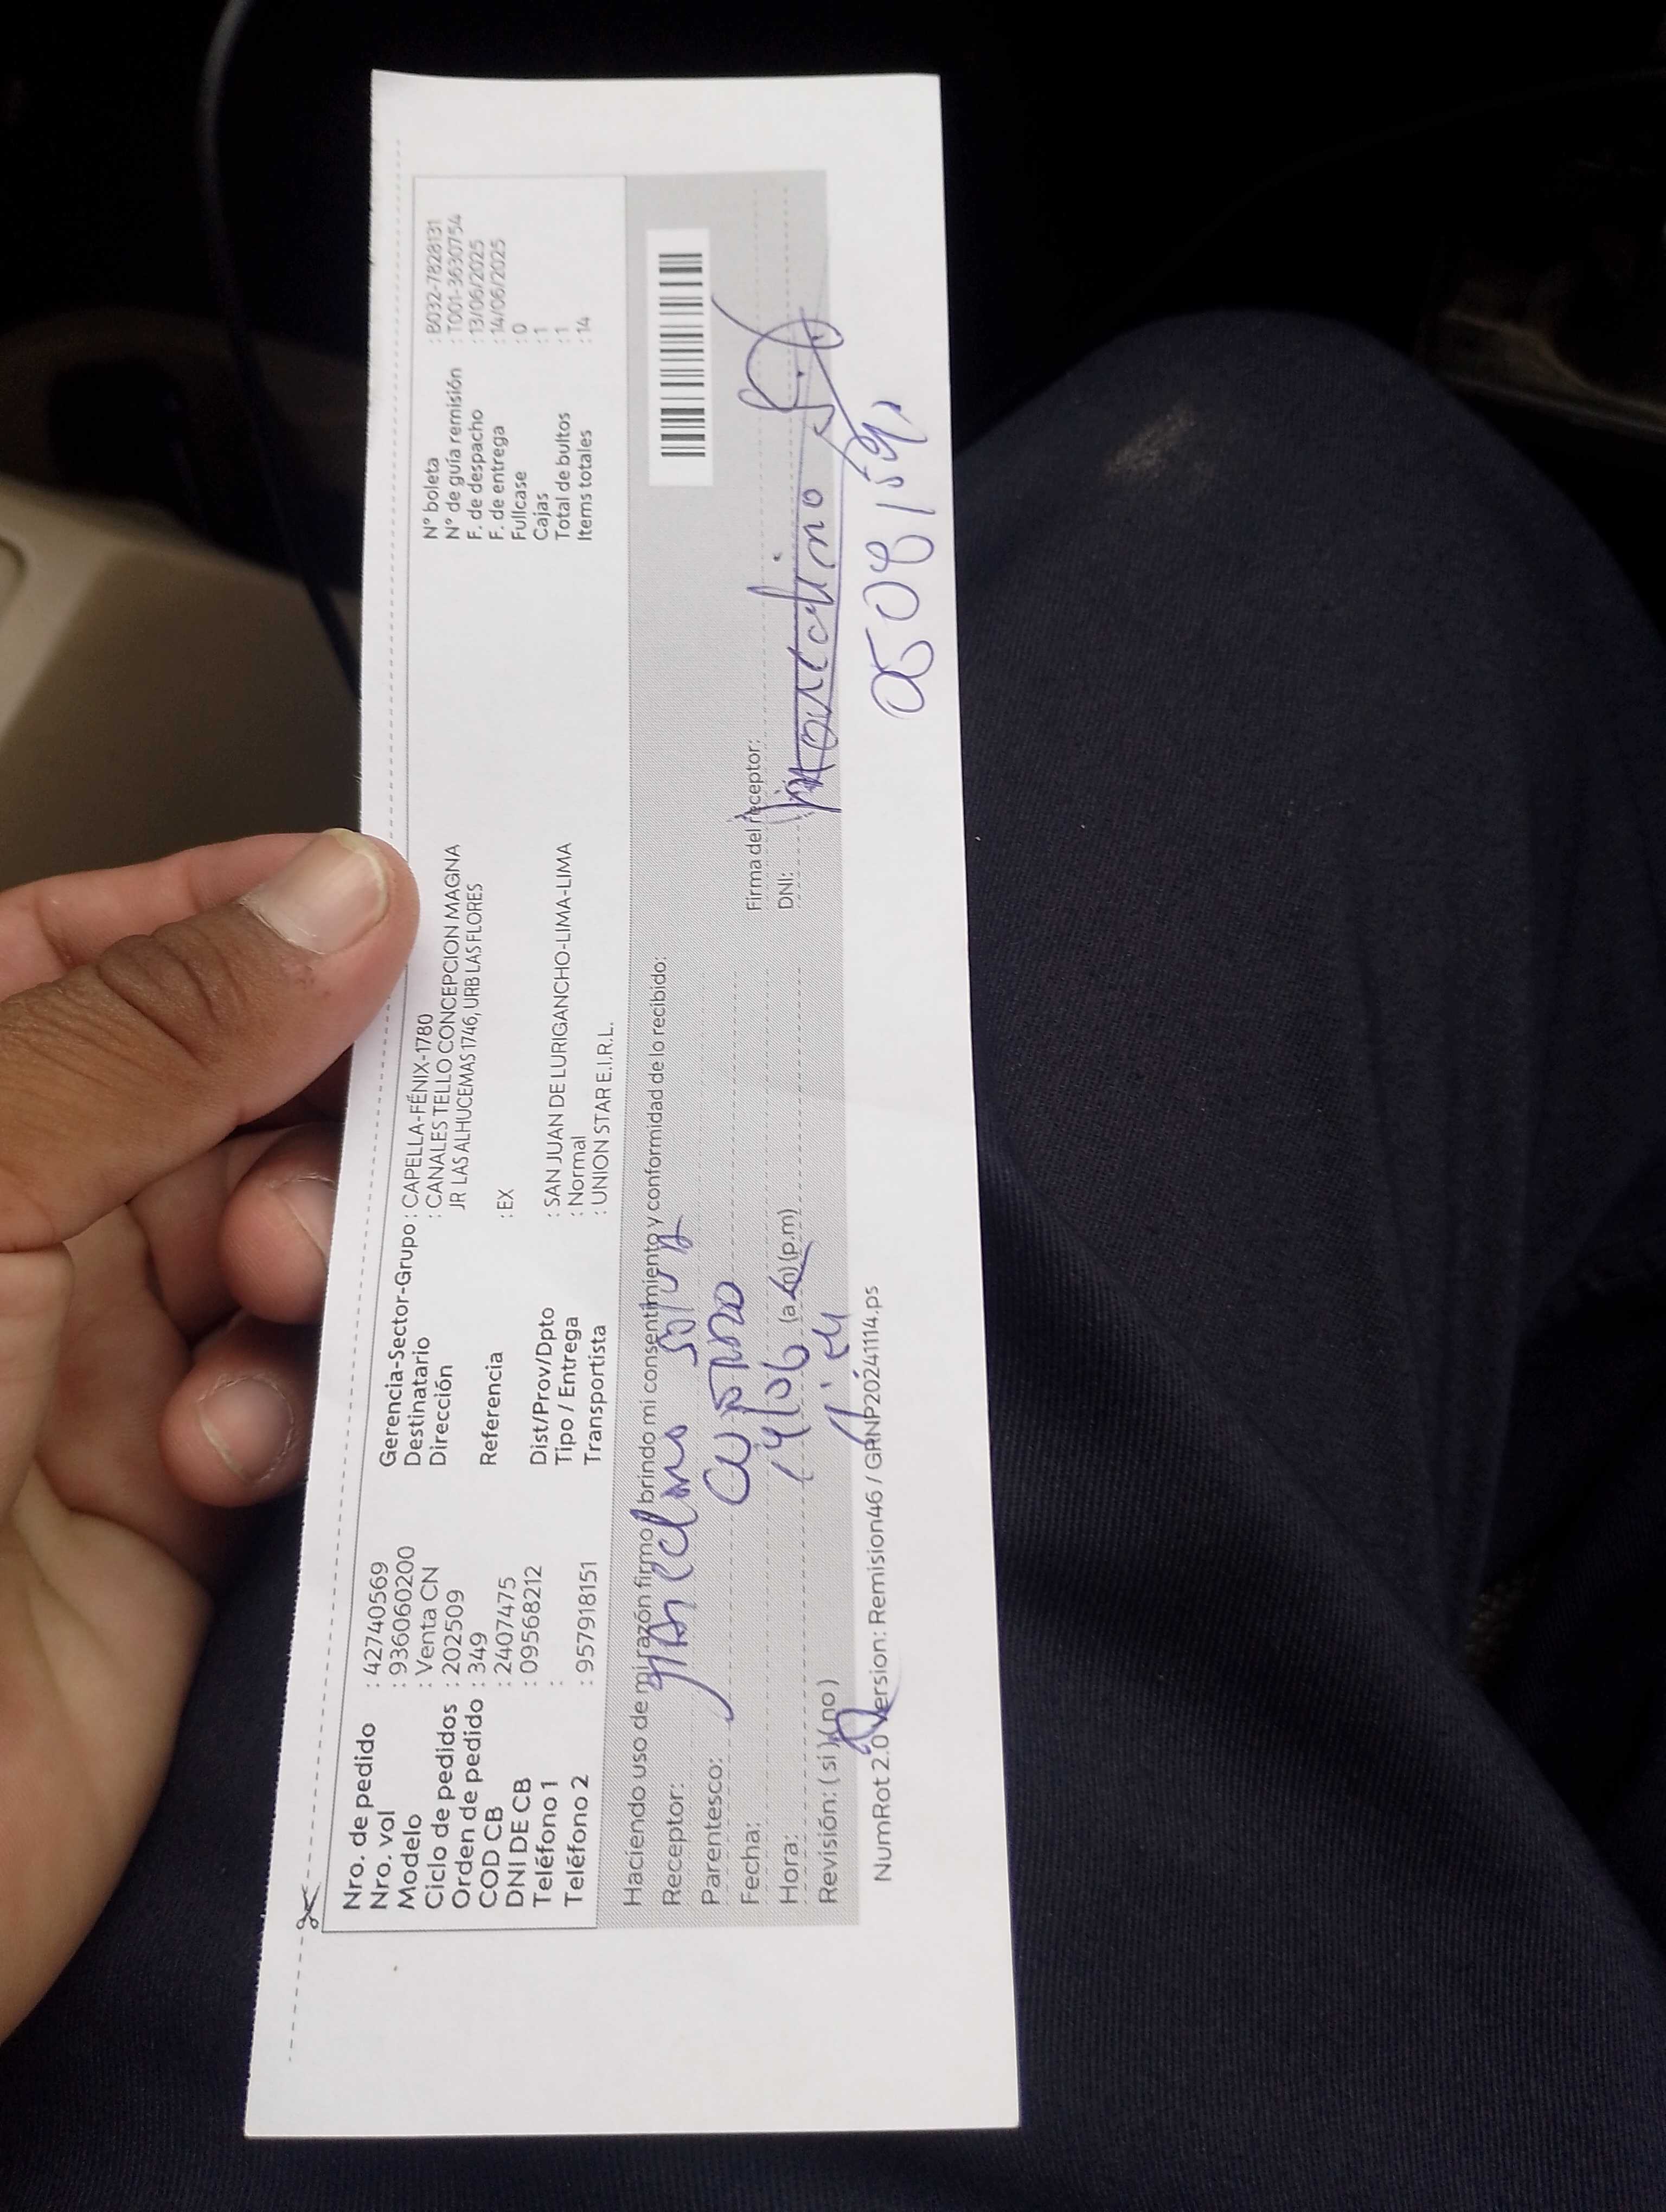 Nro. de pedido : 42740569
Nro. vol : 936060200
Modelo : Venta CN
Ciclo de pedidos : 202509
Orden de pedido : 349
COD CB : 2407475
DNI DE CB : 09568212
Teléfono 1 :
Teléfono 2 : 957918151
Gerencia-Sector-Grupo : CAPELLA-FÉNIX-1780
Destinatario : CANALES TELLO CONCEPCION MAGNA
Dirección JR LAS ALHUCEMAS 1746, URB LAS FLORES
Referencia : EX
Dist/Prov/Dpto : SAN JUAN DE LURIGANCHO-LIMA-LIMA
Tipo / Entrega : Normal
Transportista : UNION STAR E.I.R.L.
N° boleta : B032-7828131
N° de guía remisión : T001-3630754
F. de despacho : 13/06/2025
F. de entrega : 14/06/2025
Fullcase : 0
Cajas : 1
Total de bultos : 1
Items totales : 14
Haciendo uso de mi razón firmo brindo mi consentimiento y conformidad de lo recibido:
Receptor:
Parentesco:
Fecha: 14/06
Hora: (a.m) (p.m)
Revisión: (si) (no)
Firma del receptor:
DNI:
NumRot 2.0 Version: Remision46 / GRNP20241114.ps